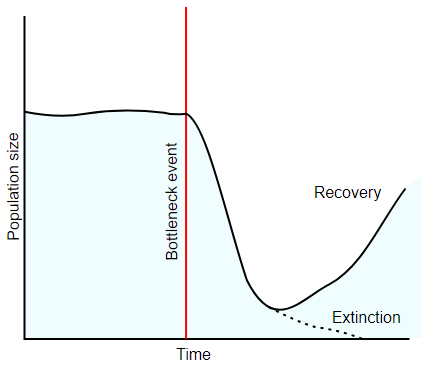 Population size
Bottleneck event
Recovery
Extinction
Time